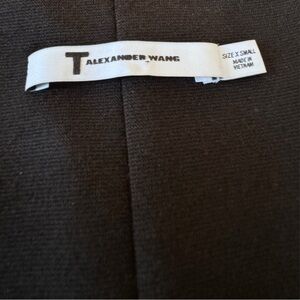 T ALEXANDER WANG
SIZE X SMALL
MADE IN
VIETNAM